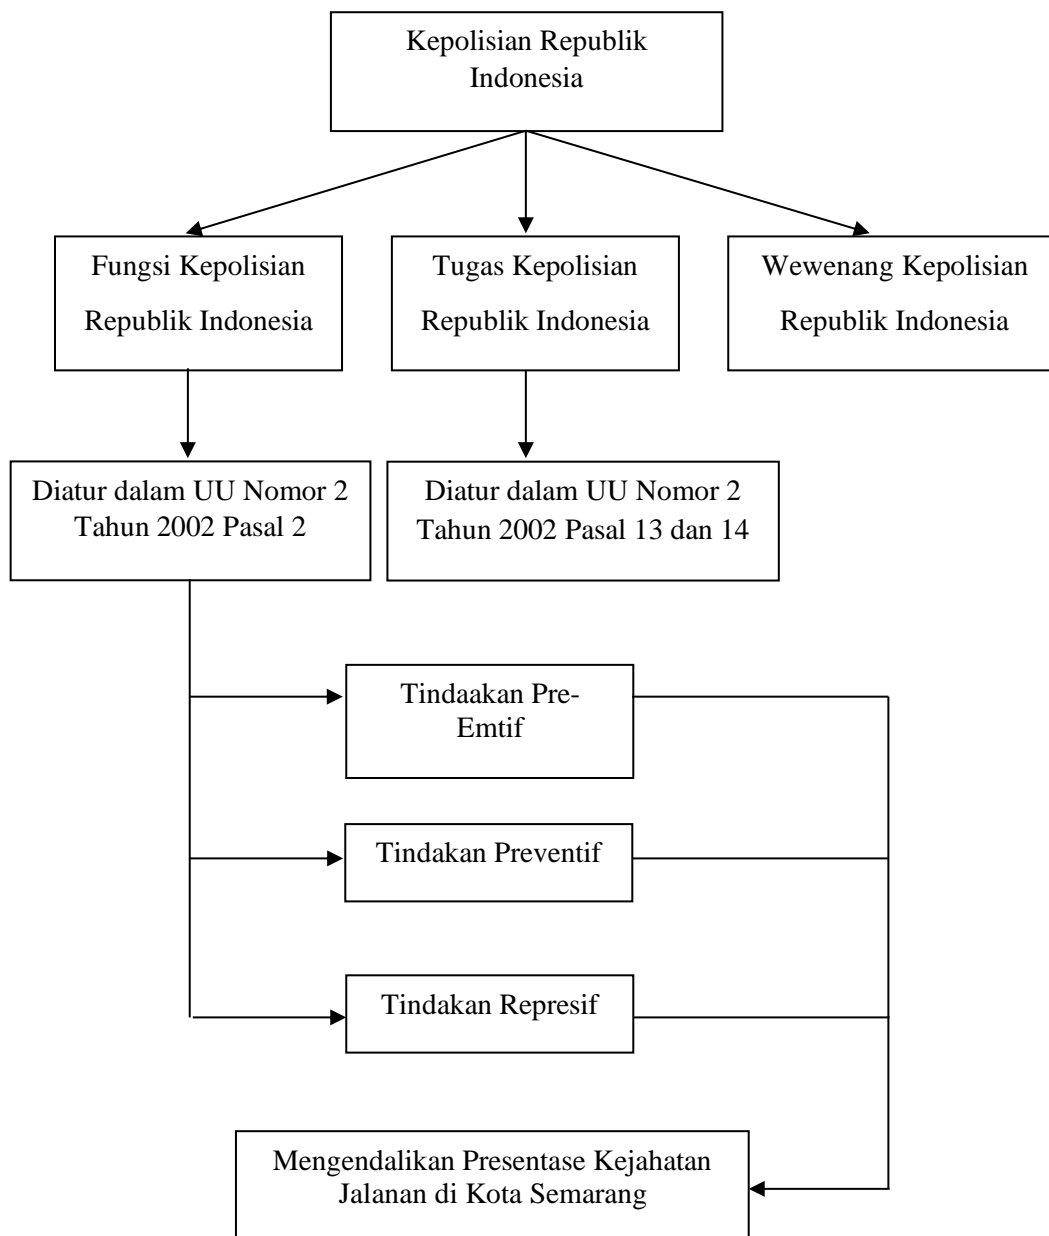 Kepolisian Republik
Indonesia
Fungsi Kepolisian
Republik Indonesia
Tugas Kepolisian
Republik Indonesia
Wewenang Kepolisian
Republik Indonesia
Diatur dalam UU Nomor 2
Tahun 2002 Pasal 2
Diatur dalam UU Nomor 2
Tahun 2002 Pasal 13 dan 14
Tindaakan Pre-
Emtif
Tindakan Preventif
Tindakan Represif
Mengendalikan Presentase Kejahatan
Jalanan di Kota Semarang